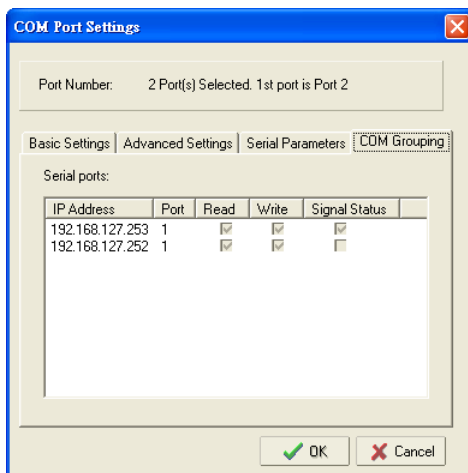 COM Port Settings
Port Number: 2 Port(s) Selected. 1st port is Port 2
Basic Settings Advanced Settings Serial Parameters COM Grouping
Serial ports:
IP Address Port Read Write Signal Status
192.168.127.253 1
192.168.127.252 1
OK Cancel